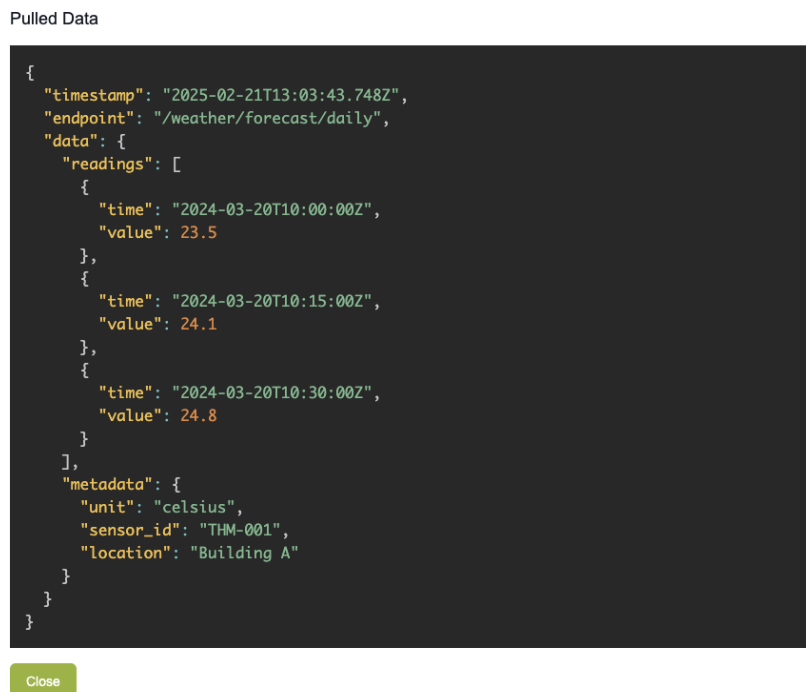 Pulled Data
{
  "timestamp": "2025-02-21T13:03:43.748Z",
  "endpoint": "/weather/forecast/daily",
  "data": {
    "readings": [
      {
        "time": "2024-03-20T10:00:00Z",
        "value": 23.5
      },
      {
        "time": "2024-03-20T10:15:00Z",
        "value": 24.1
      },
      {
        "time": "2024-03-20T10:30:00Z",
        "value": 24.8
      }
    ],
    "metadata": {
      "unit": "celsius",
      "sensor_id": "THM-001",
      "location": "Building A"
    }
  }
}
Close